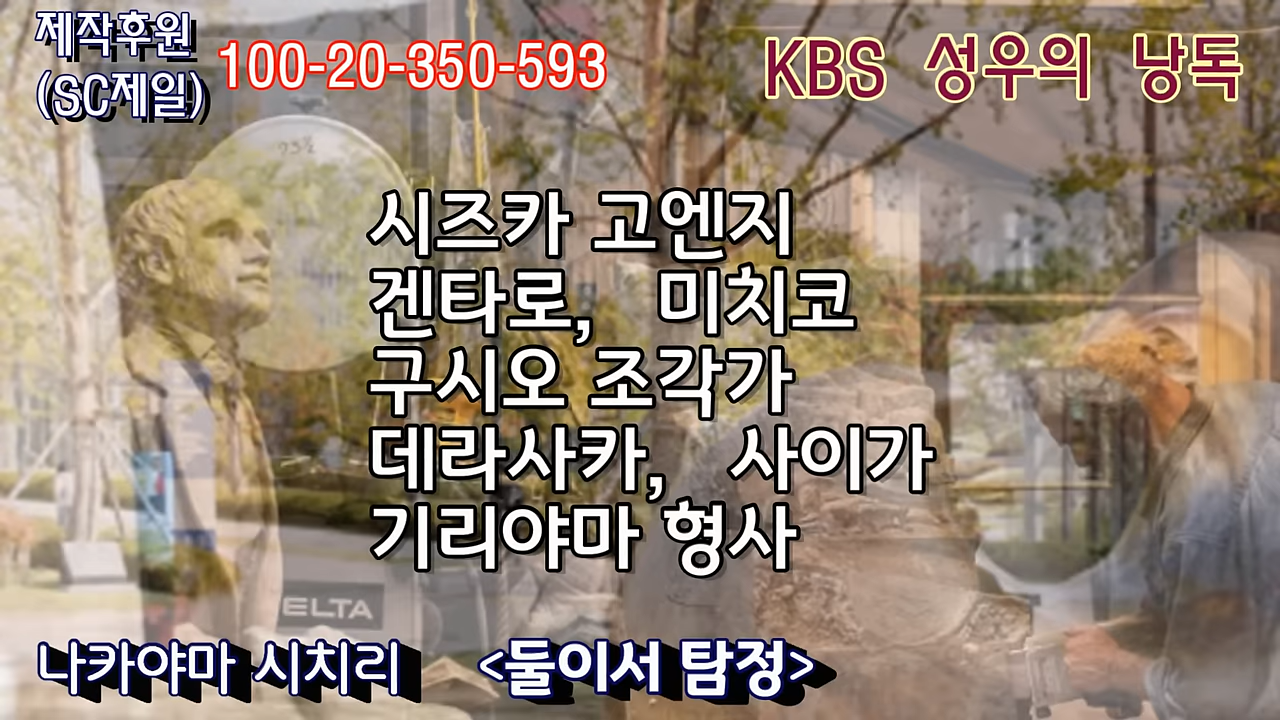 제작후원
(SC제일)
100-20-350-593
KBS 성우의 낭독
93½
시즈카 고엔지
겐타로, 미치코
구시오 조각가
데라사카, 사이가
기리야마 형사
ELTA
나카야마 시치리 <둘이서 탐정>